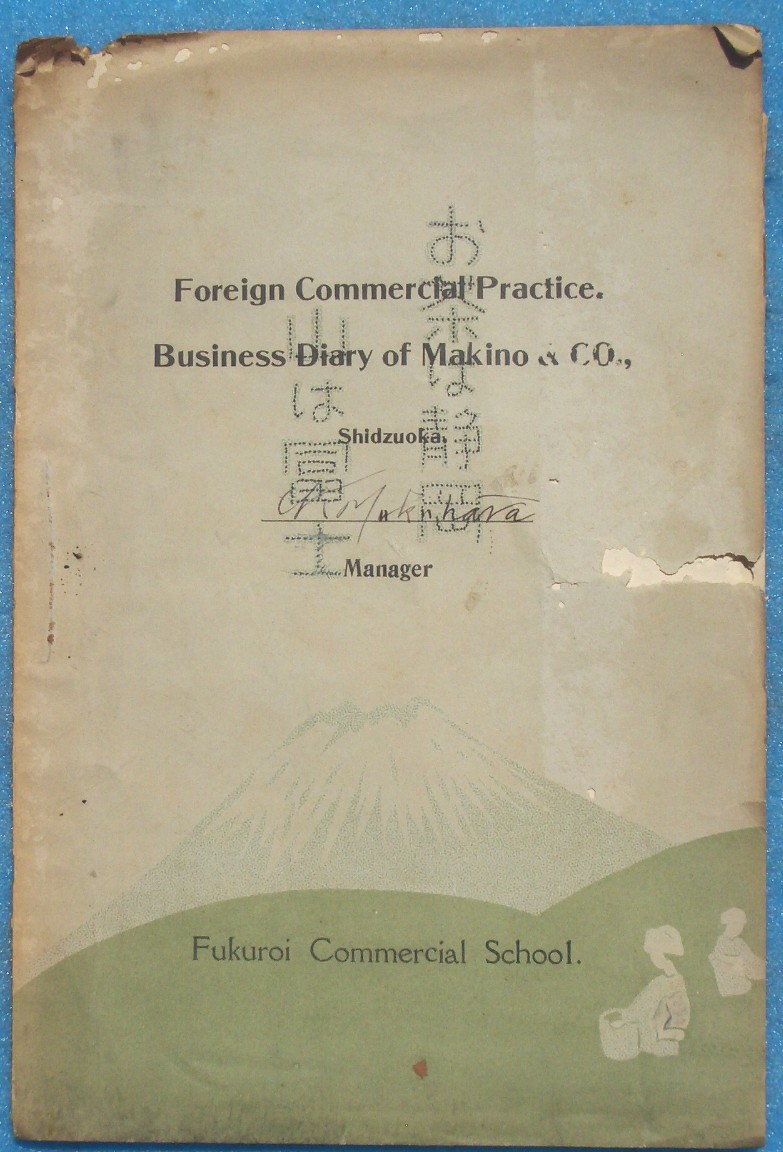 Foreign Commercial Practice.
Business Diary of Makino & CO.,
Shidzuoka.
Manager
お茶は静岡
山は富士
Fukuroi Commercial School.